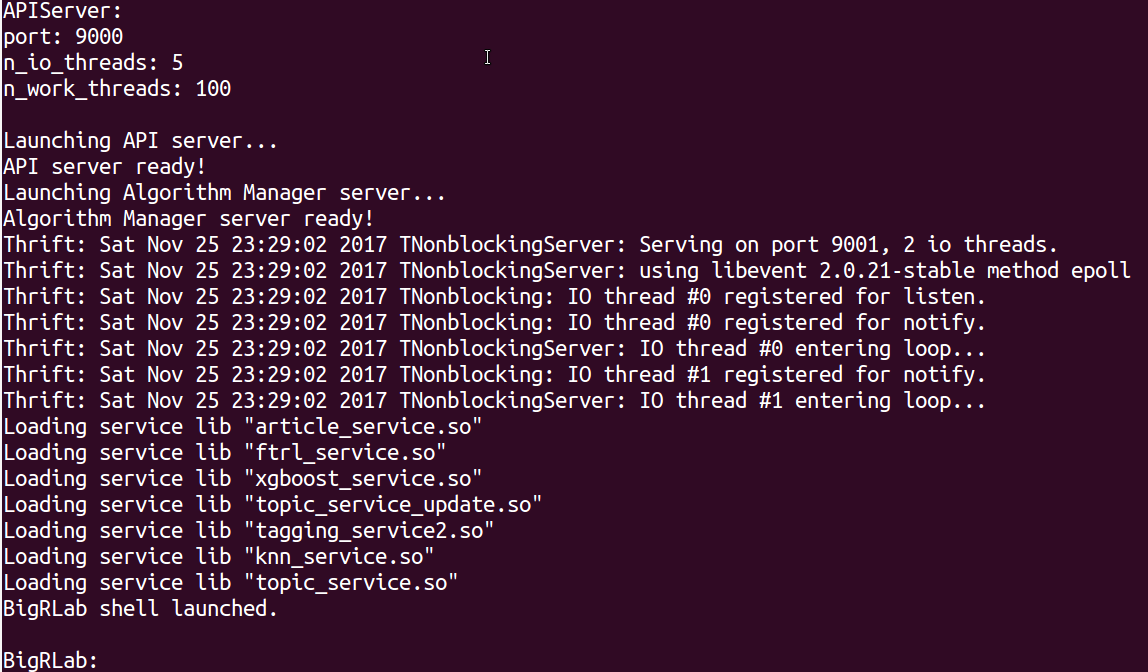 APIServer:
port: 9000
n_io_threads: 5
n_work_threads: 100
Launching API server...
API server ready!
Launching Algorithm Manager server...
Algorithm Manager server ready!
Thrift: Sat Nov 25 23:29:02 2017 TNonblockingServer: Serving on port 9001, 2 io threads.
Thrift: Sat Nov 25 23:29:02 2017 TNonblockingServer: using libevent 2.0.21-stable method epoll
Thrift: Sat Nov 25 23:29:02 2017 TNonblocking: IO thread #0 registered for listen.
Thrift: Sat Nov 25 23:29:02 2017 TNonblocking: IO thread #0 registered for notify.
Thrift: Sat Nov 25 23:29:02 2017 TNonblockingServer: IO thread #0 entering loop...
Thrift: Sat Nov 25 23:29:02 2017 TNonblocking: IO thread #1 registered for notify.
Thrift: Sat Nov 25 23:29:02 2017 TNonblockingServer: IO thread #1 entering loop...
Loading service lib "article_service.so"
Loading service lib "ftrl_service.so"
Loading service lib "xgboost_service.so"
Loading service lib "topic_service_update.so"
Loading service lib "tagging_service2.so"
Loading service lib "knn_service.so"
Loading service lib "topic_service.so"
BigRLab shell launched.
BigRLab: